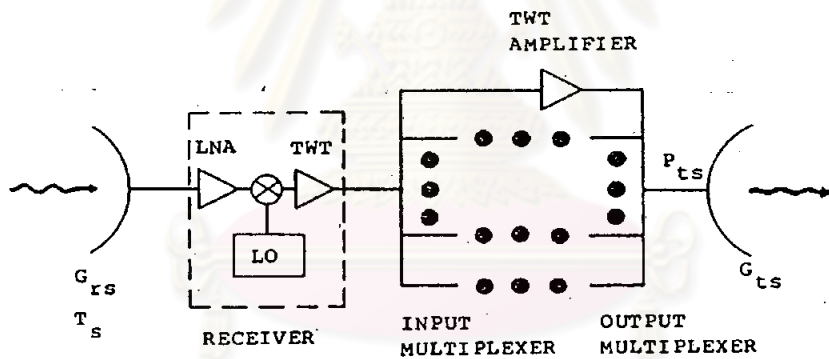 TWT
AMPLIFIER
LNA
TWT
LO
P_ts
G_rs
T_s
G_ts
RECEIVER
INPUT
MULTIPLEXER
OUTPUT
MULTIPLEXER